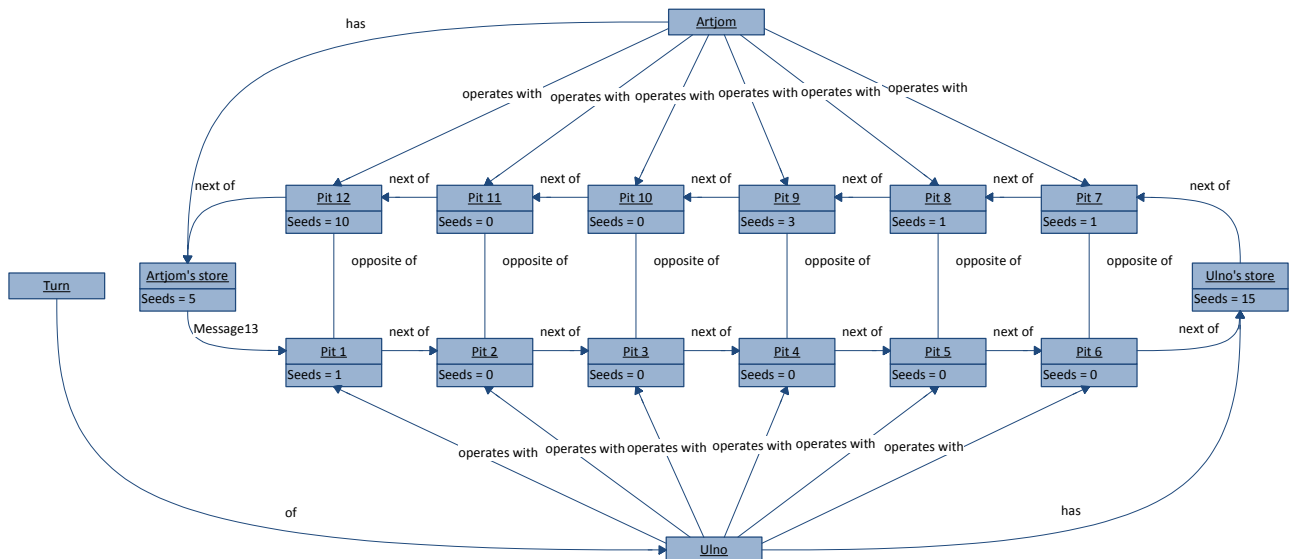 Artjom
has
operates with operates with operates with operates with operates with operates with
next of next of next of next of next of next of next of
Pit 12 Pit 11 Pit 10 Pit 9 Pit 8 Pit 7
Seeds = 10 Seeds = 0 Seeds = 0 Seeds = 3 Seeds = 1 Seeds = 1
opposite of opposite of opposite of opposite of opposite of opposite of
Turn Artjom's store Ulno's store
Seeds = 5 Seeds = 15
Message13 next of next of next of next of next of next of
Pit 1 Pit 2 Pit 3 Pit 4 Pit 5 Pit 6
Seeds = 1 Seeds = 0 Seeds = 0 Seeds = 0 Seeds = 0 Seeds = 0
operates with operates with operates with operates with operates with operates with
of has
Ulno